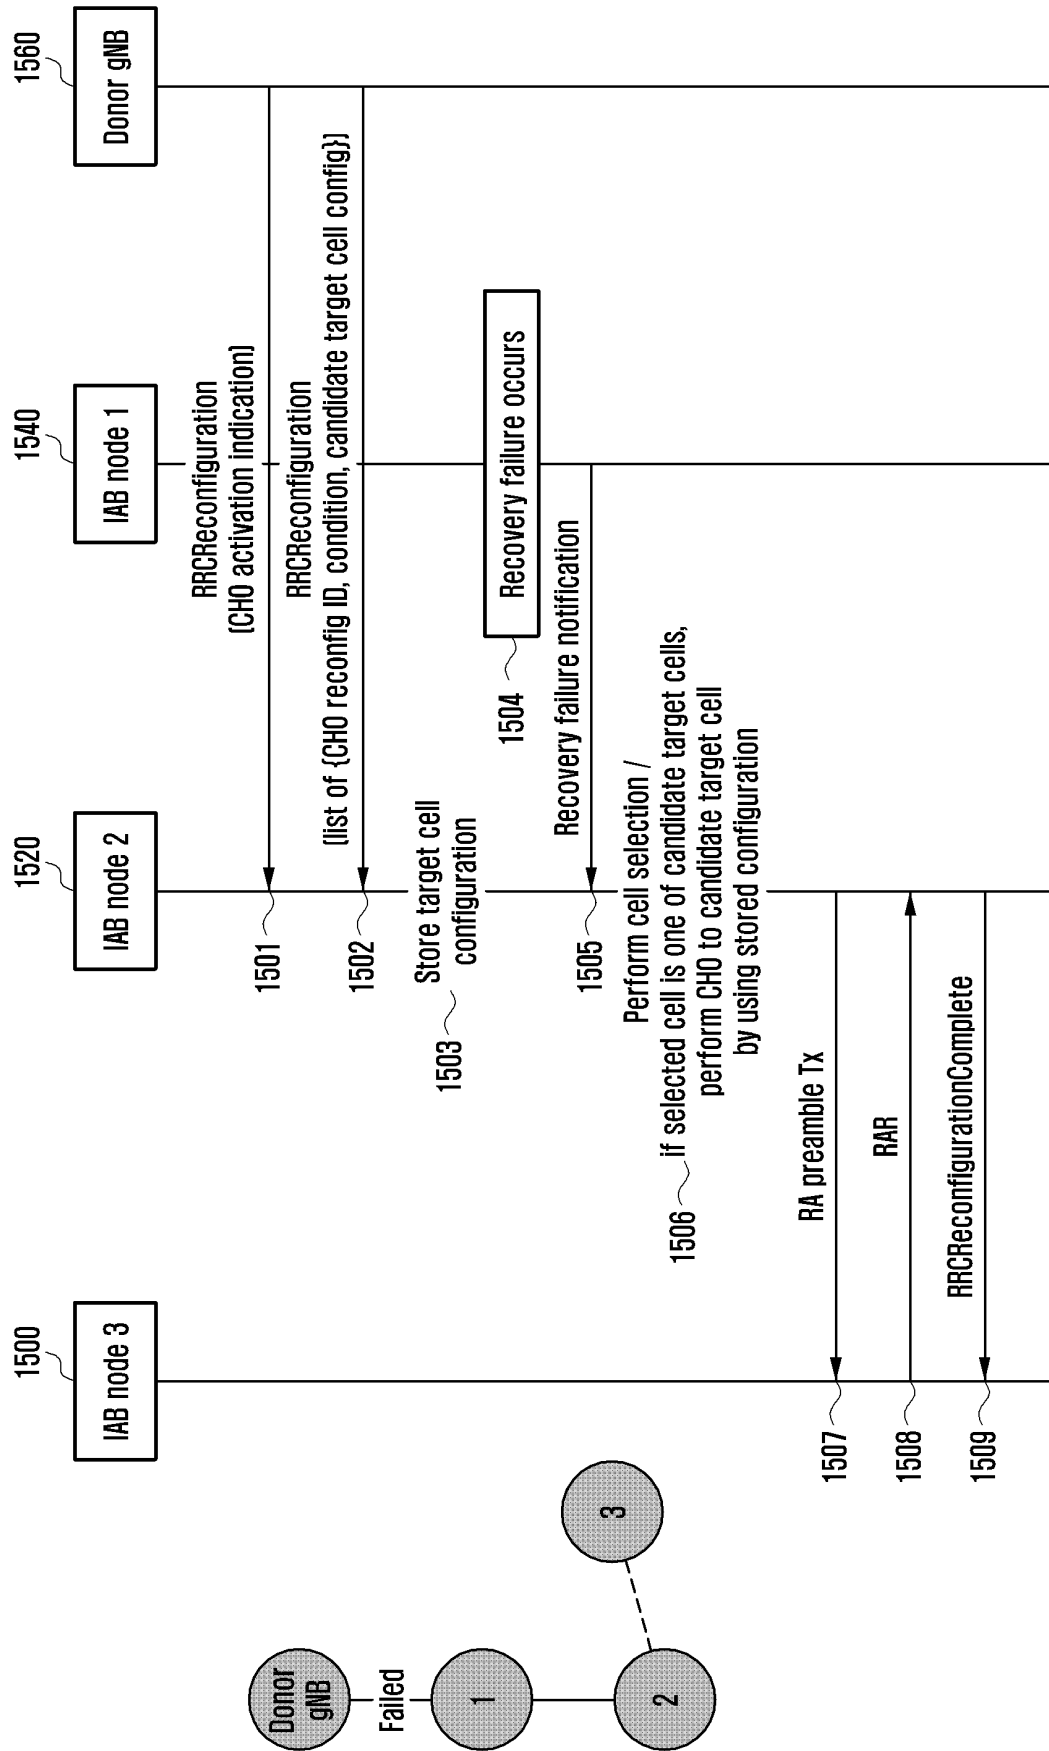 1500
1520
1540
1560
IAB node 3
IAB node 2
IAB node 1
Donor gNB
RRCReconfiguration
(CHO activation indication)
1501
RRCReconfiguration
(list of {CHO reconfig ID, condition, candidate target cell config})
1502
Store target cell
configuration
1503
Recovery failure occurs
1504
Recovery failure notification
1505
Perform cell selection /
if selected cell is one of candidate target cells,
perform CHO to candidate target cell
by using stored configuration
1506
RA preamble Tx
1507
RAR
1508
RRCReconfigurationComplete
1509
Donor
gNB
Failed
1
2
3